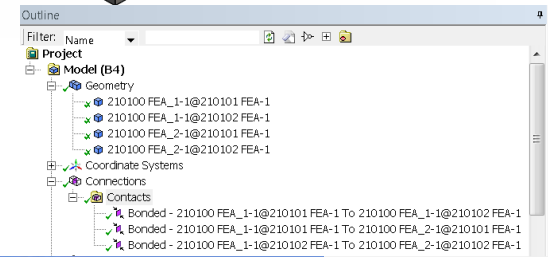 Outline
Filter: Name
Project
Model (B4)
Geometry
210100 FEA_1-1@210101 FEA-1
210100 FEA_1-1@210102 FEA-1
210100 FEA_2-1@210101 FEA-1
210100 FEA_2-1@210102 FEA-1
Coordinate Systems
Connections
Contacts
Bonded - 210100 FEA_1-1@210101 FEA-1 To 210100 FEA_1-1@210102 FEA-1
Bonded - 210100 FEA_1-1@210101 FEA-1 To 210100 FEA_2-1@210101 FEA-1
Bonded - 210100 FEA_1-1@210102 FEA-1 To 210100 FEA_2-1@210102 FEA-1